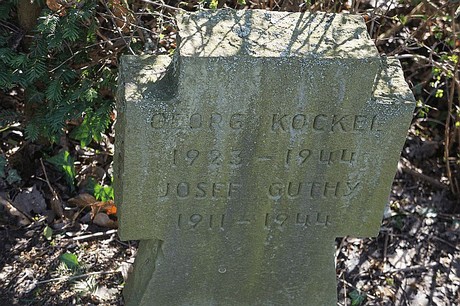 GEORG KOCKEL
1923 – 1944
JOSEF GUTHY
1911 – 1944